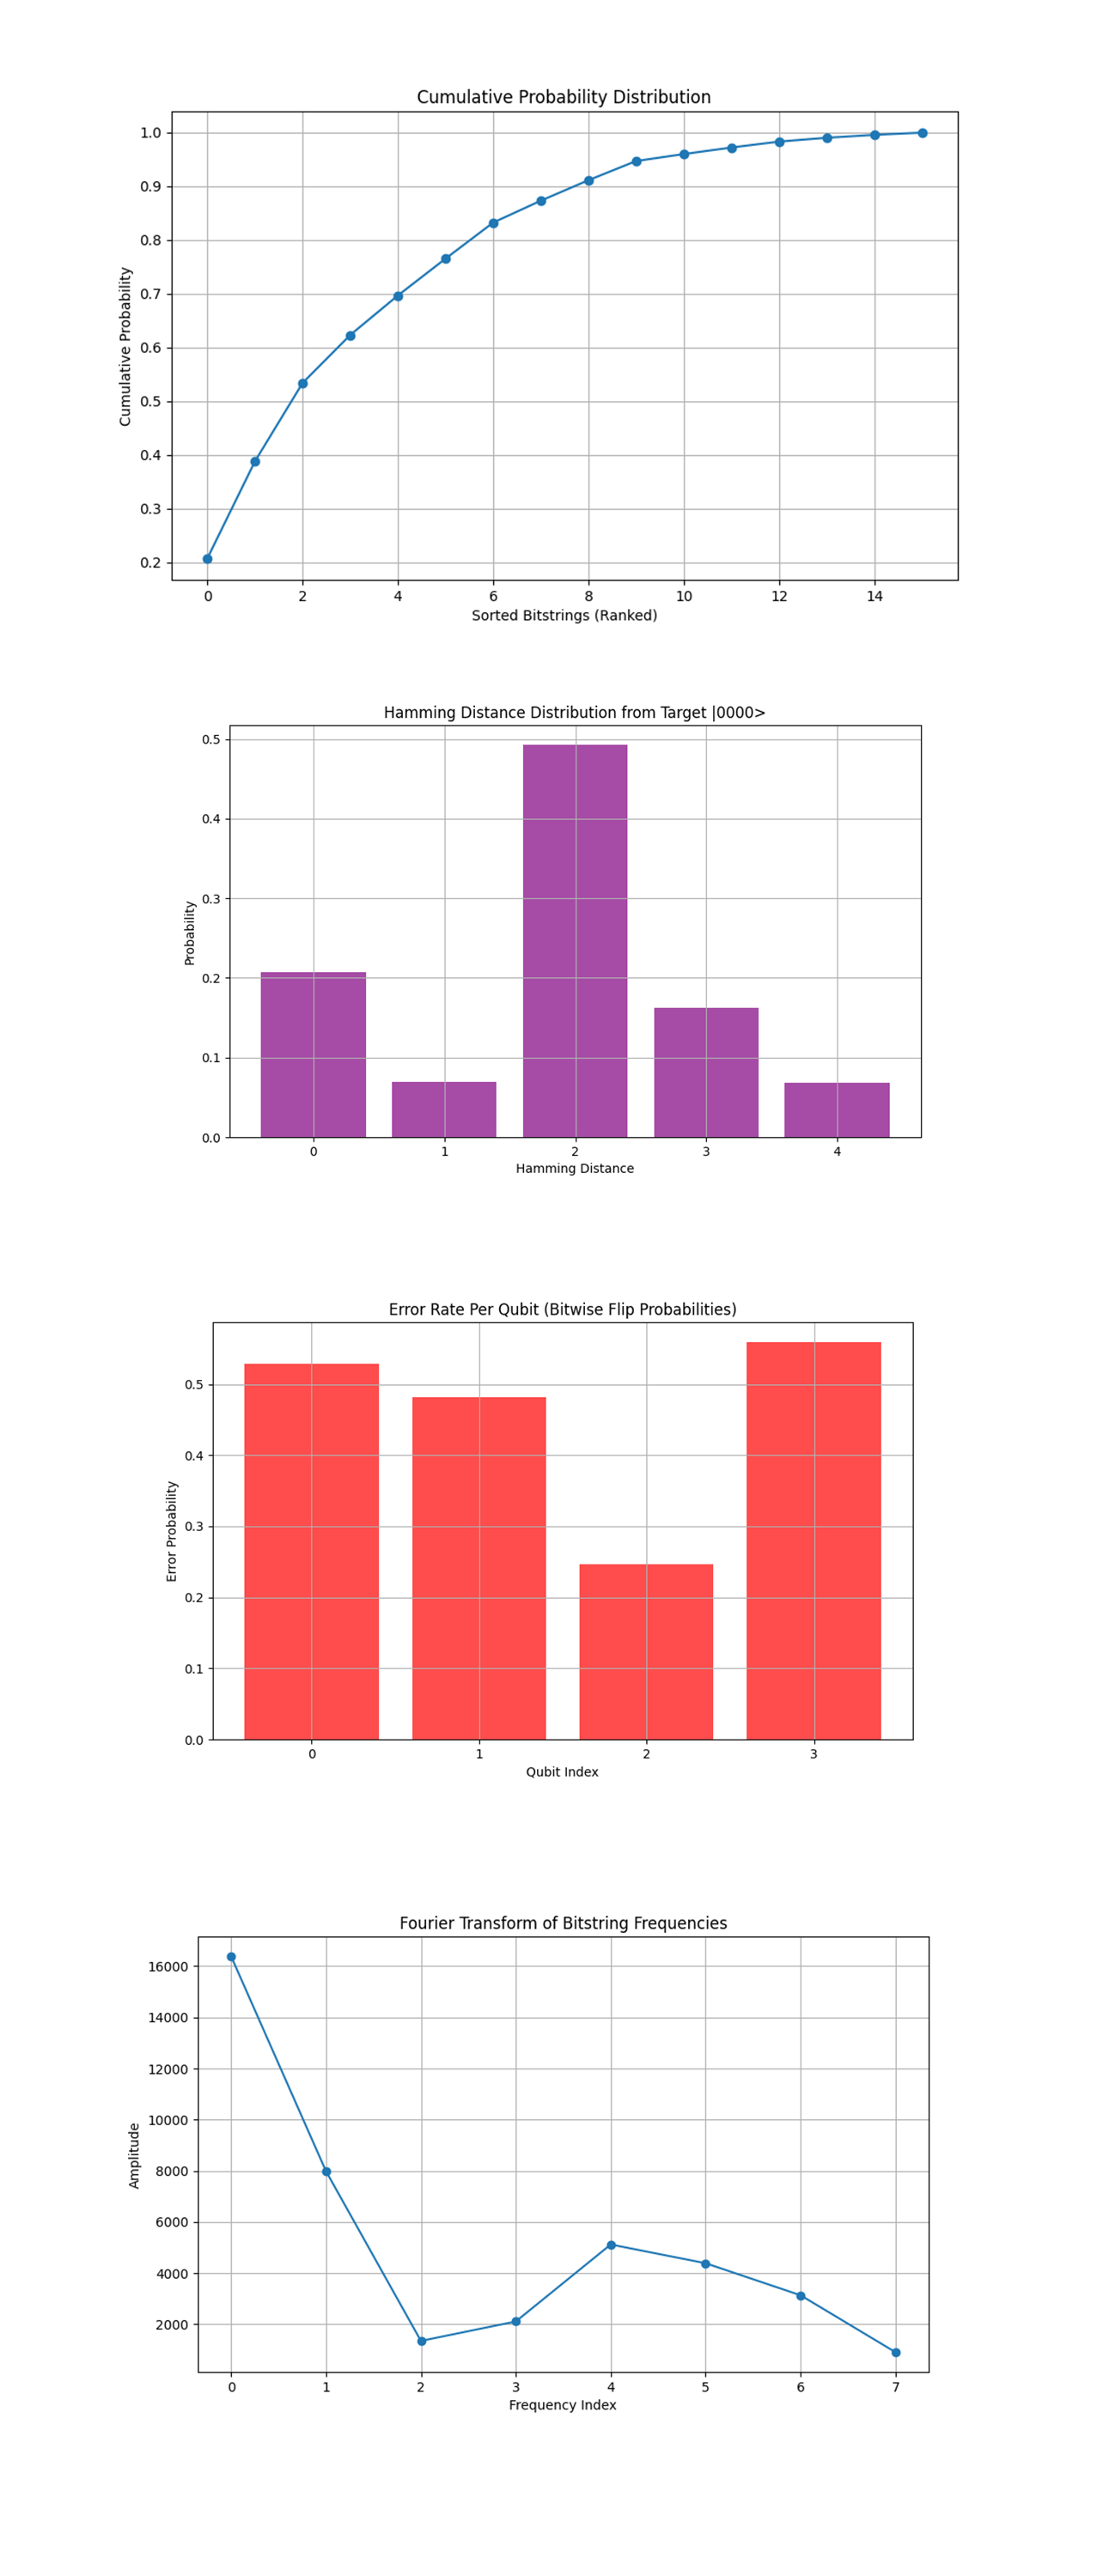 Cumulative Probability Distribution
1.0
0.9
0.8
0.7
0.6
0.5
0.4
0.3
0.2
Cumulative Probability
0 2 4 6 8 10 12 14
Sorted Bitstrings (Ranked)
Hamming Distance Distribution from Target |0000>
0.5
0.4
0.3
0.2
0.1
0.0
Probability
0 1 2 3 4
Hamming Distance
Error Rate Per Qubit (Bitwise Flip Probabilities)
0.5
0.4
0.3
0.2
0.1
0.0
Error Probability
0 1 2 3
Qubit Index
Fourier Transform of Bitstring Frequencies
16000
14000
12000
10000
8000
6000
4000
2000
Amplitude
0 1 2 3 4 5 6 7
Frequency Index